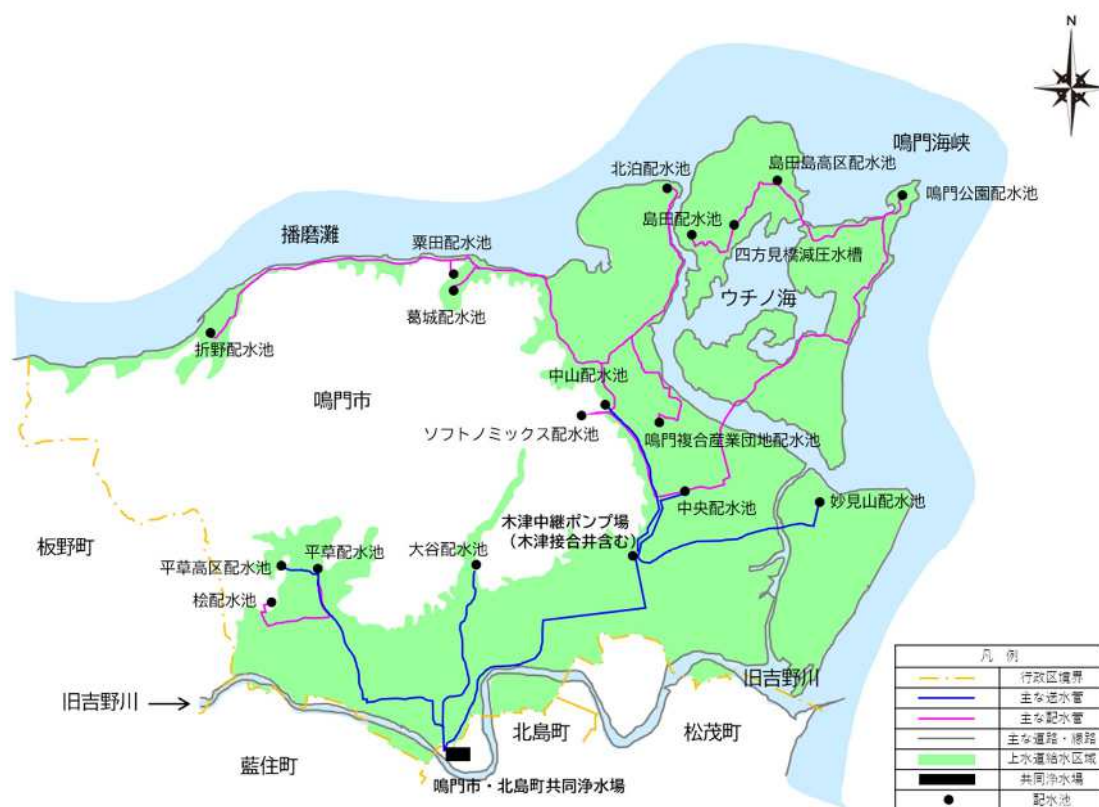 N
鳴門海峡
島田島高区配水池
北泊配水池
鳴門公園配水池
島田配水池
播磨灘
粟田配水池
四方見橋減圧水槽
ウチノ海
葛城配水池
折野配水池
中山配水池
鳴門市
ソフトノミックス配水池
鳴門複合産業団地配水池
中央配水池
妙見山配水池
木津中継ポンプ場
(木津接合井含む)
板野町
平草配水池
大谷配水池
平草高区配水池
桧配水池
旧吉野川
旧吉野川
北島町
松茂町
藍住町
鳴門市・北島町共同浄水場
凡 例
行政区境界
主な送水管
主な配水管
主な道路・線路
上水道給水区域
共同浄水場
配水池